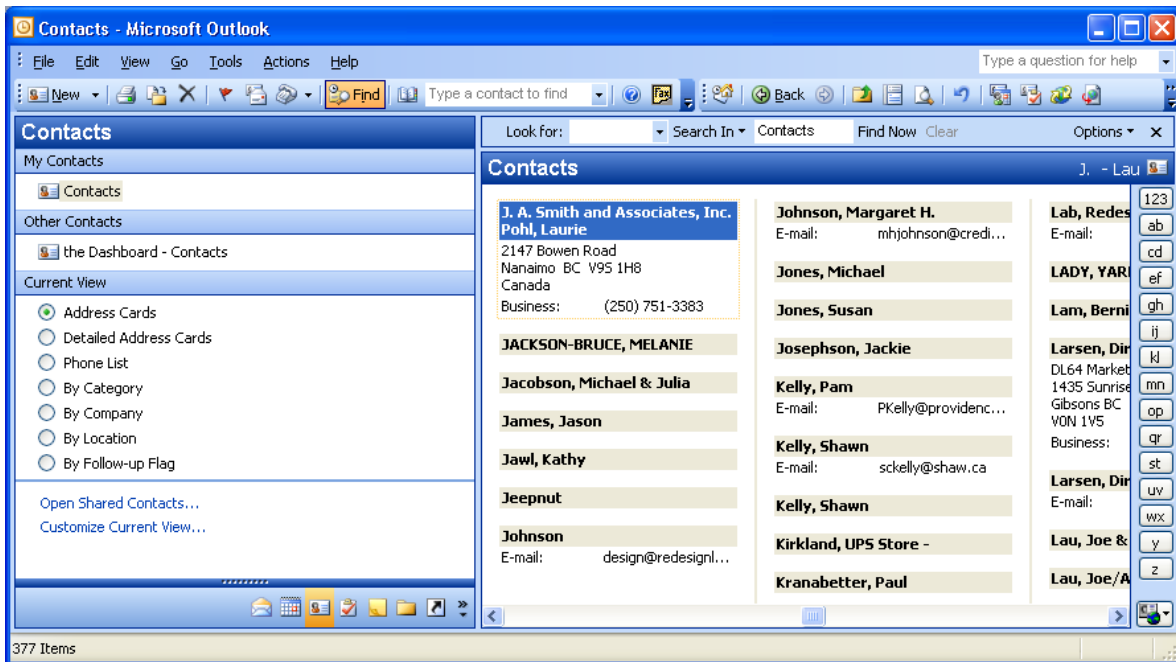 Contacts - Microsoft Outlook
File Edit View Go Tools Actions Help
Type a question for help
New
Find
Type a contact to find
Fax
Back
Contacts
My Contacts
Contacts
Other Contacts
the Dashboard - Contacts
Current View
Address Cards
Detailed Address Cards
Phone List
By Category
By Company
By Location
By Follow-up Flag
Open Shared Contacts...
Customize Current View...
Look for: Search In Contacts Find Now Clear Options
Contacts J. - Lau
J. A. Smith and Associates, Inc.
Pohl, Laurie
2147 Bowen Road
Nanaimo BC V9S 1H8
Canada
Business: (250) 751-3383
JACKSON-BRUCE, MELANIE
Jacobson, Michael & Julia
James, Jason
Jawl, Kathy
Jeepnut
Johnson
E-mail: design@redesignl...
Johnson, Margaret H.
E-mail: mhjohnson@credi...
Jones, Michael
Jones, Susan
Josephson, Jackie
Kelly, Pam
E-mail: PKelly@providenc...
Kelly, Shawn
E-mail: sckelly@shaw.ca
Kelly, Shawn
Kirkland, UPS Store -
Kranabetter, Paul
Lab, Redes
E-mail:
LADY, YAR
Lam, Berni
Larsen, Dir
DL64 Market
1435 Sunrise
Gibsons BC
V0N 1V5
Business:
Larsen, Dir
E-mail:
Lau, Joe &
Lau, Joe/A
123
ab
cd
ef
gh
ij
kl
mn
op
qr
st
uv
wx
y
z
377 Items